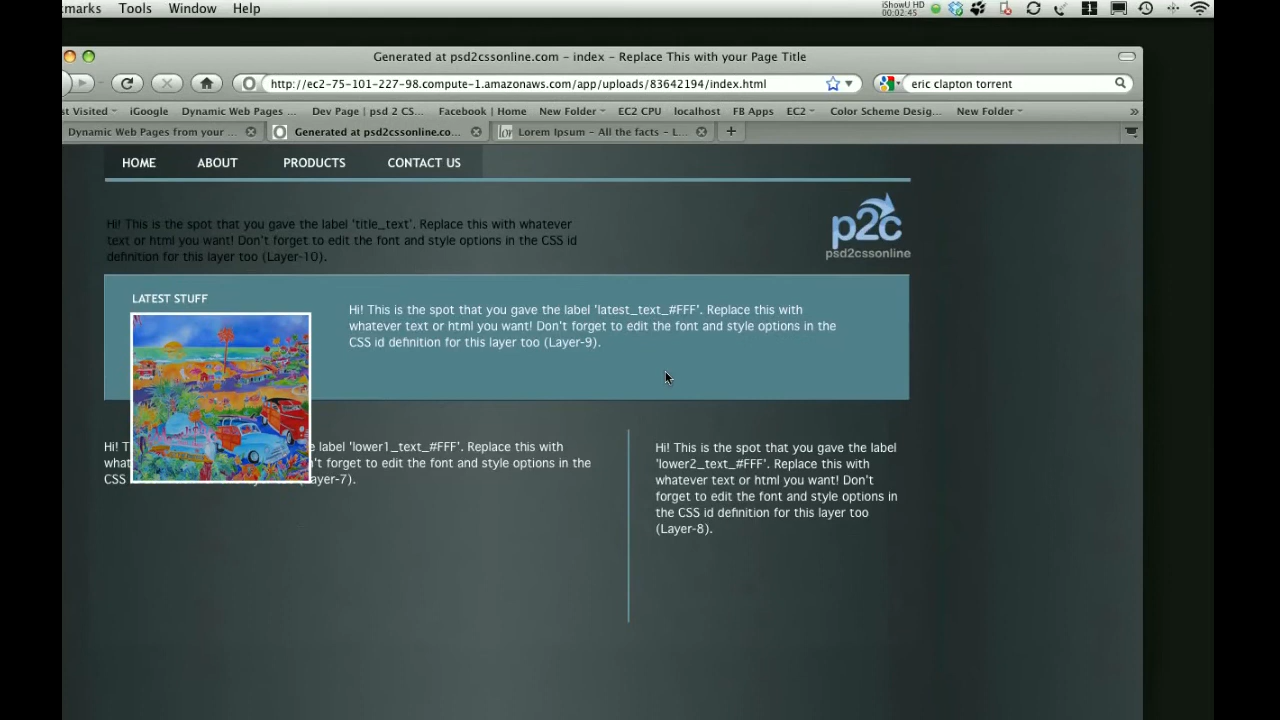 kmarks Tools Window Help iShowU HD
00:02:45
Generated at psd2cssonline.com – index – Replace This with your Page Title
http://ec2-75-101-227-98.compute-1.amazonaws.com/app/uploads/83642194/index.html eric clapton torrent
st Visited iGoogle Dynamic Web Pages ... Dev Page | psd 2 CS... Facebook | Home New Folder EC2 CPU localhost FB Apps EC2 Color Scheme Desig... New Folder »
Dynamic Web Pages from your ... Generated at psd2cssonline.co... Lorem Ipsum – All the facts – L... +
HOME ABOUT PRODUCTS CONTACT US
Hi! This is the spot that you gave the label 'title_text'. Replace this with whatever
text or html you want! Don't forget to edit the font and style options in the CSS id
definition for this layer too (Layer-10).
p2c
psd2cssonline
LATEST STUFF
Hi! This is the spot that you gave the label 'latest_text_#FFF'. Replace this with
whatever text or html you want! Don't forget to edit the font and style options in the
CSS id definition for this layer too (Layer-9).
Hi! T e label 'lower1_text_#FFF'. Replace this with
what 't forget to edit the font and style options in the
CSS ayer-7).
Hi! This is the spot that you gave the label
'lower2_text_#FFF'. Replace this with
whatever text or html you want! Don't
forget to edit the font and style options in
the CSS id definition for this layer too
(Layer-8).